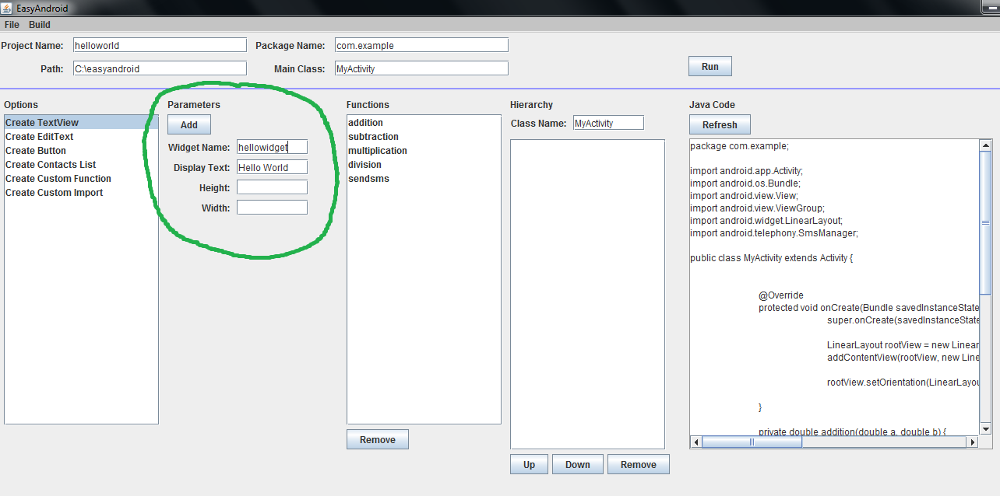 EasyAndroid
File Build
Project Name: helloworld Package Name: com.example
Path: C:\easyandroid Main Class: MyActivity
Run
Options
Create TextView
Create EditText
Create Button
Create Contacts List
Create Custom Function
Create Custom Import
Parameters
Add
Widget Name: hellowidget
Display Text: Hello World
Height:
Width:
Functions
addition
subtraction
multiplication
division
sendsms
Remove
Hierarchy
Class Name: MyActivity
Up Down Remove
Java Code
Refresh
package com.example;
import android.app.Activity;
import android.os.Bundle;
import android.view.View;
import android.view.ViewGroup;
import android.widget.LinearLayout;
import android.telephony.SmsManager;
public class MyActivity extends Activity {
@Override
protected void onCreate(Bundle savedInstanceState
super.onCreate(savedInstanceState
LinearLayout rootView = new Linear
addContentView(rootView, new Line
rootView.setOrientation(LinearLayou
}
private double addition(double a, double b) {